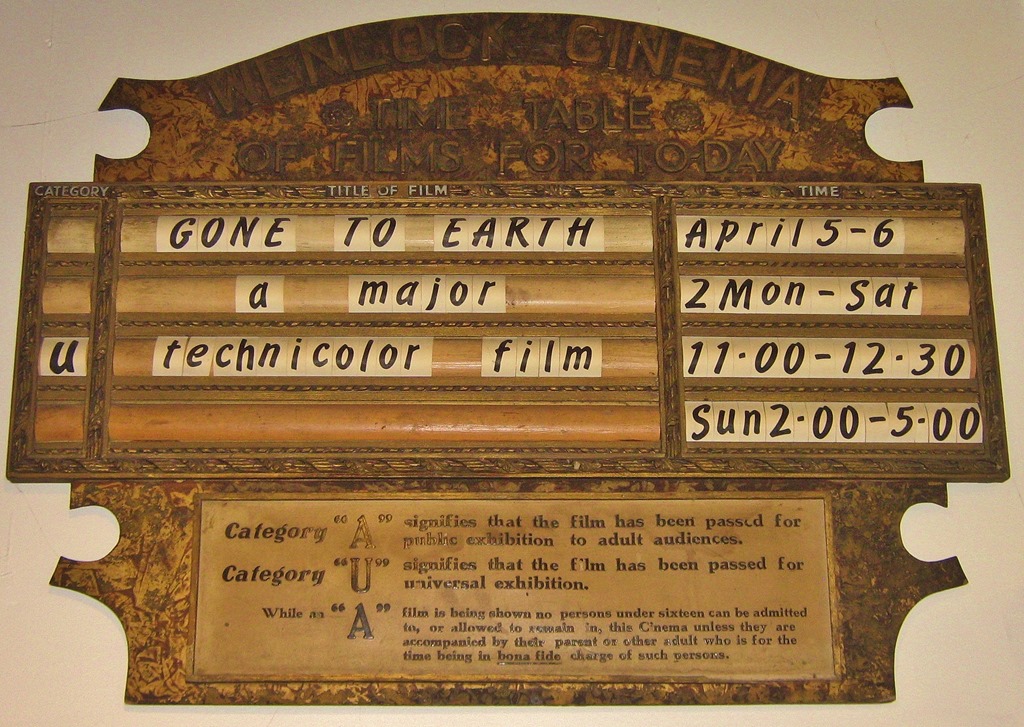 WENLOCK CINEMA
TIME TABLE
OF FILMS FOR TO-DAY
CATEGORY TITLE OF FILM TIME
GONE TO EARTH April 5-6
a major 2 Mon-Sat
U technicolor film 11·00-12·30
Sun 2·00-5·00
Category "A" signifies that the film has been passed for
public exhibition to adult audiences.
Category "U" signifies that the film has been passed for
universal exhibition.
While an "A" film is being shown no persons under sixteen can be admitted
to, or allowed to remain in, this Cinema unless they are
accompanied by their parent or other adult who is for the
time being in bona fide charge of such persons.